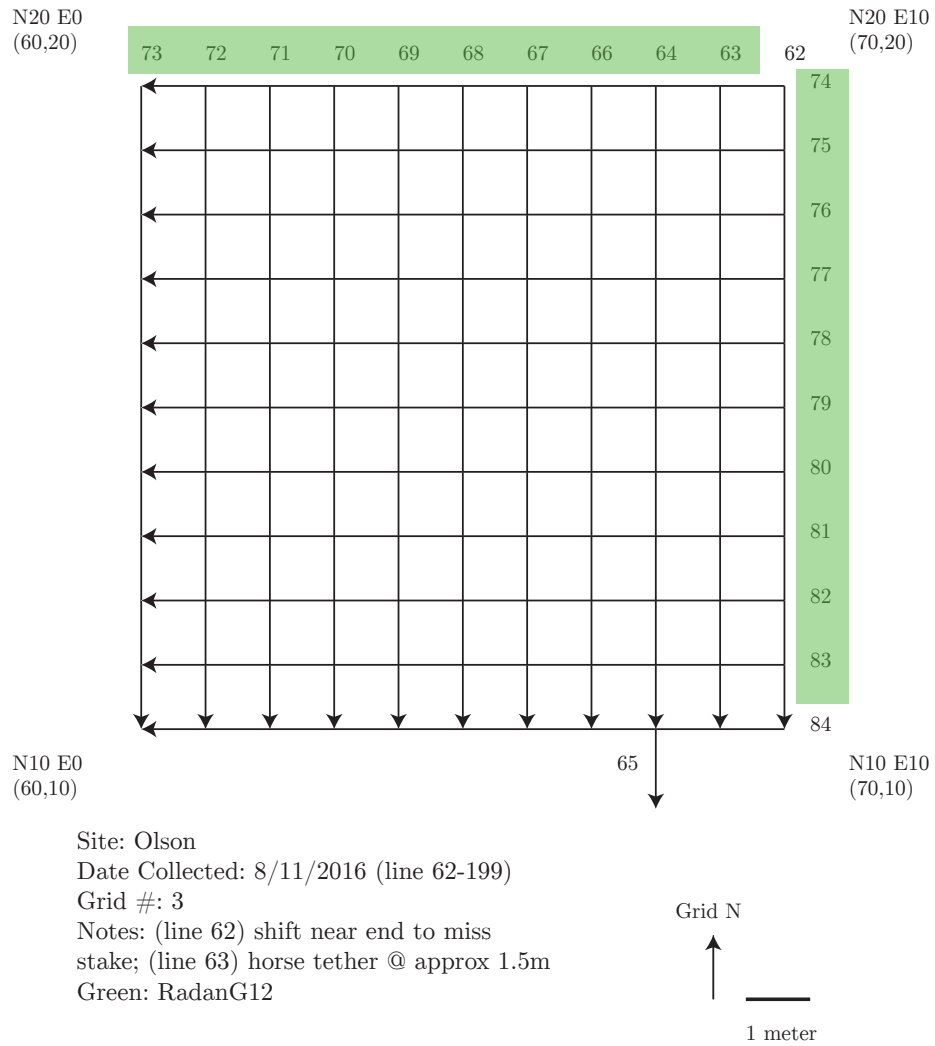 N20 E0
(60,20)
N20 E10
(70,20)
73 72 71 70 69 68 67 66 64 63 62
74
75
76
77
78
79
80
81
82
83
84
65
N10 E0
(60,10)
N10 E10
(70,10)
Site: Olson
Date Collected: 8/11/2016 (line 62-199)
Grid #: 3
Notes: (line 62) shift near end to miss
stake; (line 63) horse tether @ approx 1.5m
Green: RadanG12
Grid N
1 meter